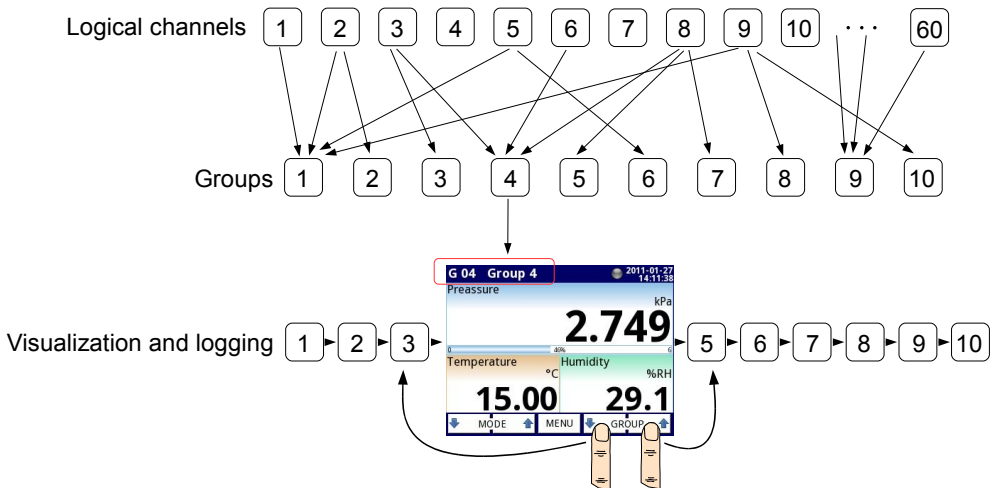 Logical channels 1 2 3 4 5 6 7 8 9 10 ... 60
Groups 1 2 3 4 5 6 7 8 9 10
G 04 Group 4 2011-01-27
14:11:38
Preassure
kPa
2.749
0 46% 6
Visualization and logging 1 2 3 5 6 7 8 9 10
Temperature Humidity
°C %RH
15.00 29.1
MODE MENU GROUP